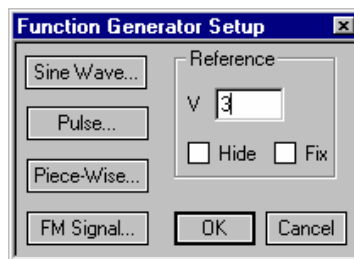 Function Generator Setup
Sine Wave...
Pulse...
Piece-Wise...
FM Signal...
Reference
V 3
Hide Fix
OK Cancel